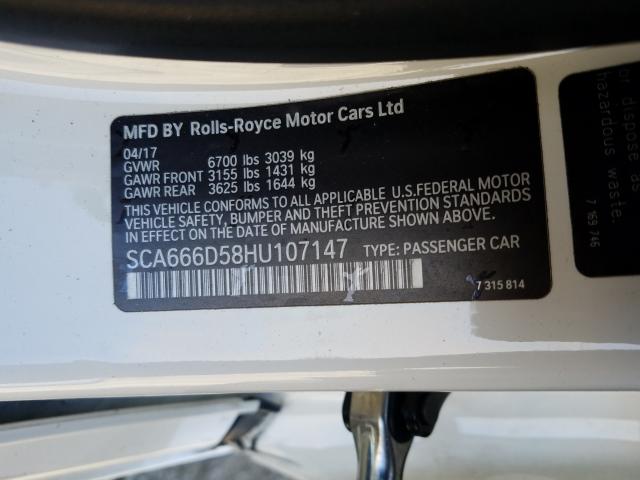 MFD BY Rolls-Royce Motor Cars Ltd
04/17
GVWR 6700 lbs 3039 kg
GAWR FRONT 3155 lbs 1431 kg
GAWR REAR 3625 lbs 1644 kg
THIS VEHICLE CONFORMS TO ALL APPLICABLE U.S.FEDERAL MOTOR
VEHICLE SAFETY, BUMPER AND THEFT PREVENTION STANDARDS
IN EFFECT ON THE DATE OF MANUFACTURE SHOWN ABOVE.
SCA666D58HU107147 TYPE: PASSENGER CAR
7 315 814
or dispose a
hazardous waste.
7 169 746